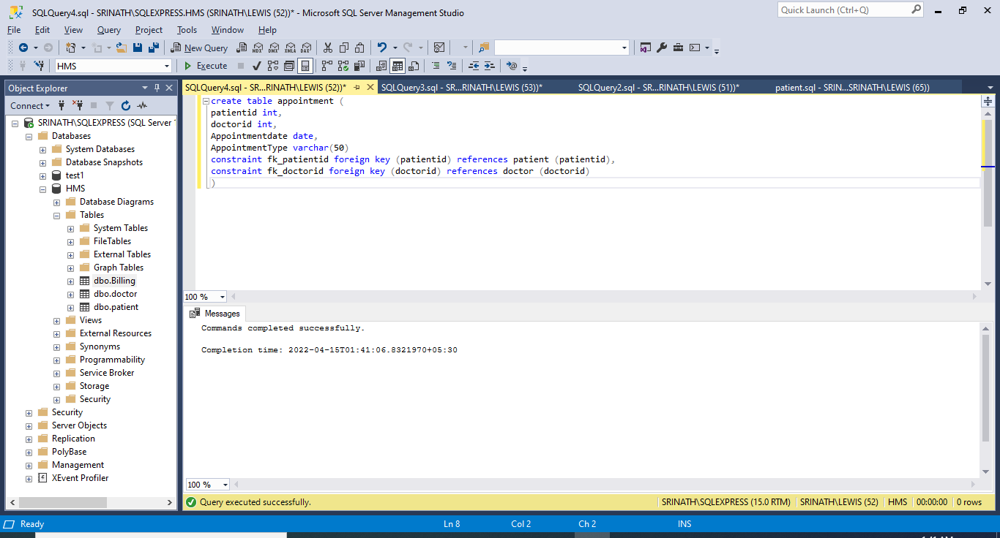 SQLQuery4.sql - SRINATH\SQLEXPRESS.HMS (SRINATH\LEWIS (52))* - Microsoft SQL Server Management Studio
Quick Launch (Ctrl+Q)
File Edit View Query Project Tools Window Help
New Query MDX DMX XMLA DAX
HMS Execute
Object Explorer
Connect
SRINATH\SQLEXPRESS (SQL Server
Databases
System Databases
Database Snapshots
test1
HMS
Database Diagrams
Tables
System Tables
FileTables
External Tables
Graph Tables
dbo.Billing
dbo.doctor
dbo.patient
Views
External Resources
Synonyms
Programmability
Service Broker
Storage
Security
Security
Server Objects
Replication
PolyBase
Management
XEvent Profiler
SQLQuery4.sql - SR...RINATH\LEWIS (52))* SQLQuery3.sql - SR...RINATH\LEWIS (53))* SQLQuery2.sql - SR...RINATH\LEWIS (51))* patient.sql - SRIN...SRINATH\LEWIS (65))
create table appointment (
patientid int,
doctorid int,
Appointmentdate date,
AppointmentType varchar(50)
constraint fk_patientid foreign key (patientid) references patient (patientid),
constraint fk_doctorid foreign key (doctorid) references doctor (doctorid)
)
100 %
Messages
Commands completed successfully.
Completion time: 2022-04-15T01:41:06.8321970+05:30
100 %
Query executed successfully. SRINATH\SQLEXPRESS (15.0 RTM) SRINATH\LEWIS (52) HMS 00:00:00 0 rows
Ready Ln 8 Col 2 Ch 2 INS